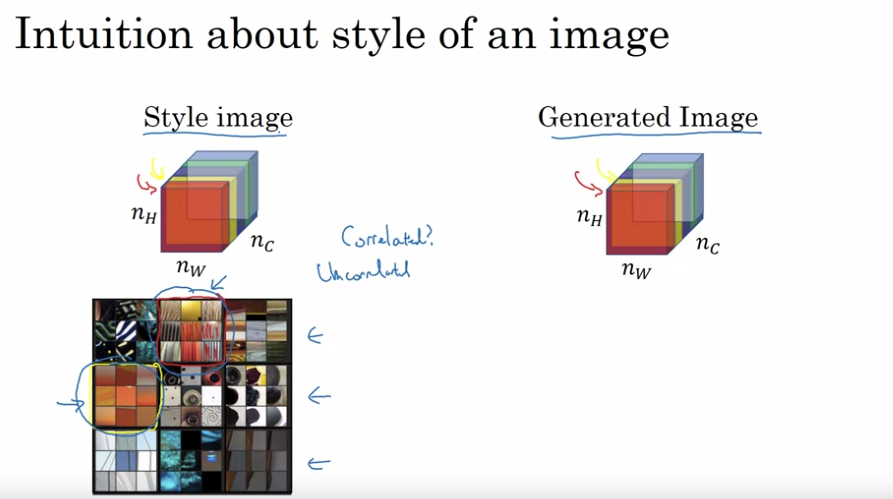 Intuition about style of an image
Style image
Generated Image
n_H
n_C
n_W
n_H
n_C
n_W
Correlated?
Uncorrelated